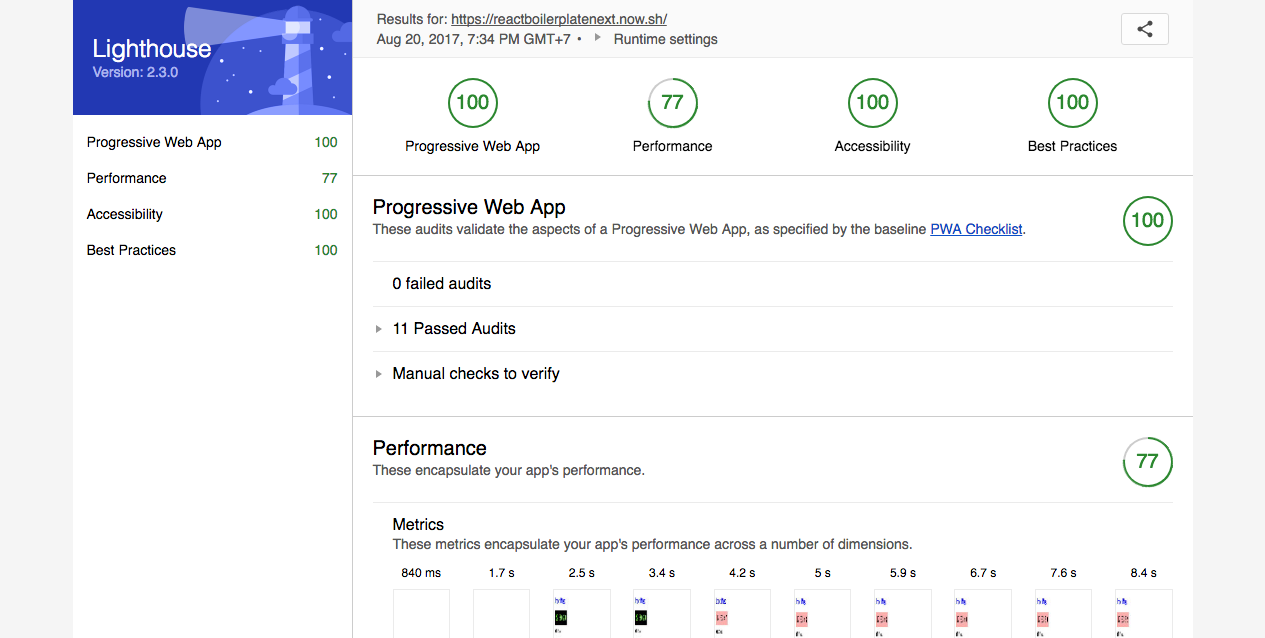 Lighthouse
Version: 2.3.0
Progressive Web App 100
Performance 77
Accessibility 100
Best Practices 100
Results for: https://reactboilerplatenext.now.sh/
Aug 20, 2017, 7:34 PM GMT+7 • Runtime settings
100 77 100 100
Progressive Web App Performance Accessibility Best Practices
Progressive Web App
These audits validate the aspects of a Progressive Web App, as specified by the baseline PWA Checklist.
100
0 failed audits
11 Passed Audits
Manual checks to verify
Performance
These encapsulate your app's performance.
77
Metrics
These metrics encapsulate your app's performance across a number of dimensions.
840 ms 1.7 s 2.5 s 3.4 s 4.2 s 5 s 5.9 s 6.7 s 7.6 s 8.4 s